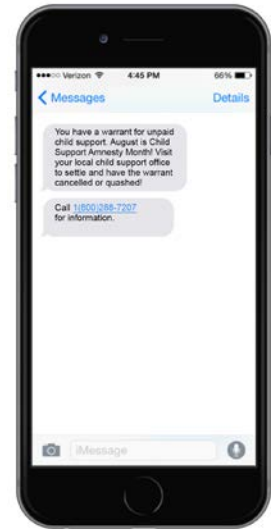 ●●●○○ Verizon 4:45 PM 66%
Messages Details
You have a warrant for unpaid
child support. August is Child
Support Amnesty Month! Visit
your local child support office
to settle and have the warrant
cancelled or quashed!
Call 1(800)288-7207
for information.
iMessage